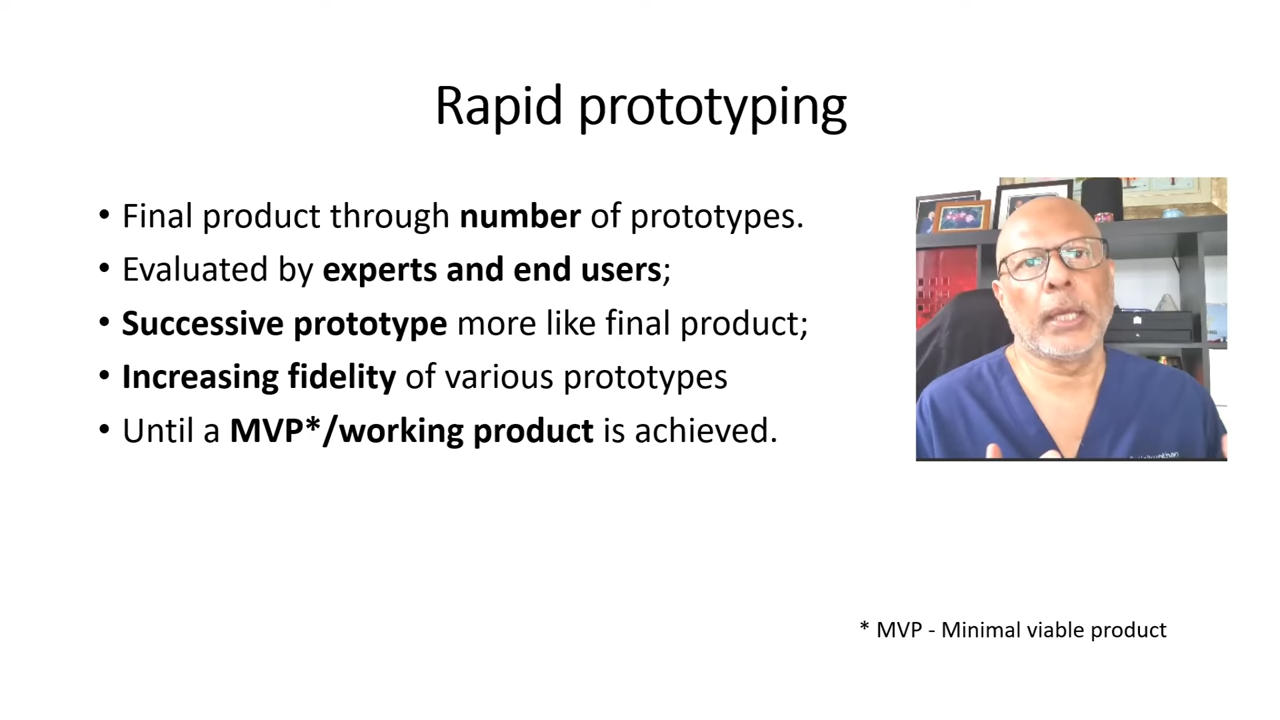 Rapid prototyping
• Final product through number of prototypes.
• Evaluated by experts and end users;
• Successive prototype more like final product;
• Increasing fidelity of various prototypes
• Until a MVP*/working product is achieved.
* MVP - Minimal viable product